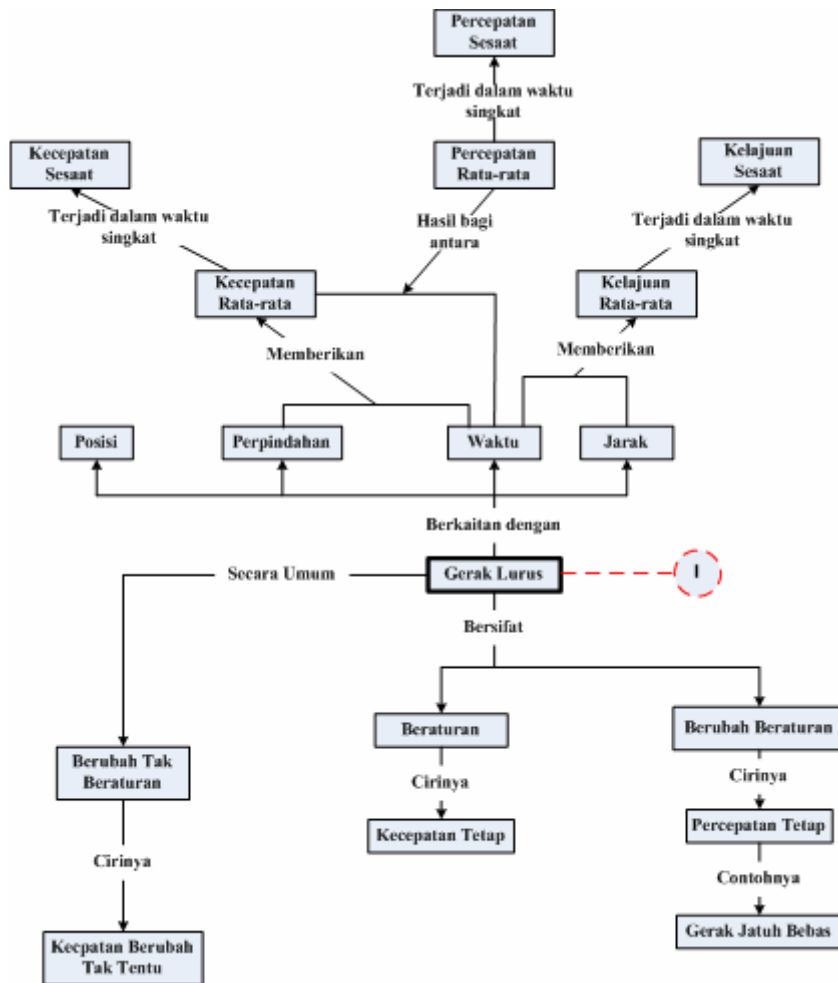 Percepatan
Sesaat
Terjadi dalam waktu
singkat
Kecepatan
Sesaat
Percepatan
Rata-rata
Kelajuan
Sesaat
Terjadi dalam waktu
singkat
Hasil bagi
antara
Terjadi dalam waktu
singkat
Kecepatan
Rata-rata
Kelajuan
Rata-rata
Memberikan
Memberikan
Posisi
Perpindahan
Waktu
Jarak
Berkaitan dengan
Secara Umum
Gerak Lurus
I
Bersifat
Beraturan
Berubah Beraturan
Berubah Tak
Beraturan
Cirinya
Cirinya
Kecepatan Tetap
Percepatan Tetap
Cirinya
Contohnya
Kecpatan Berubah
Tak Tentu
Gerak Jatuh Bebas